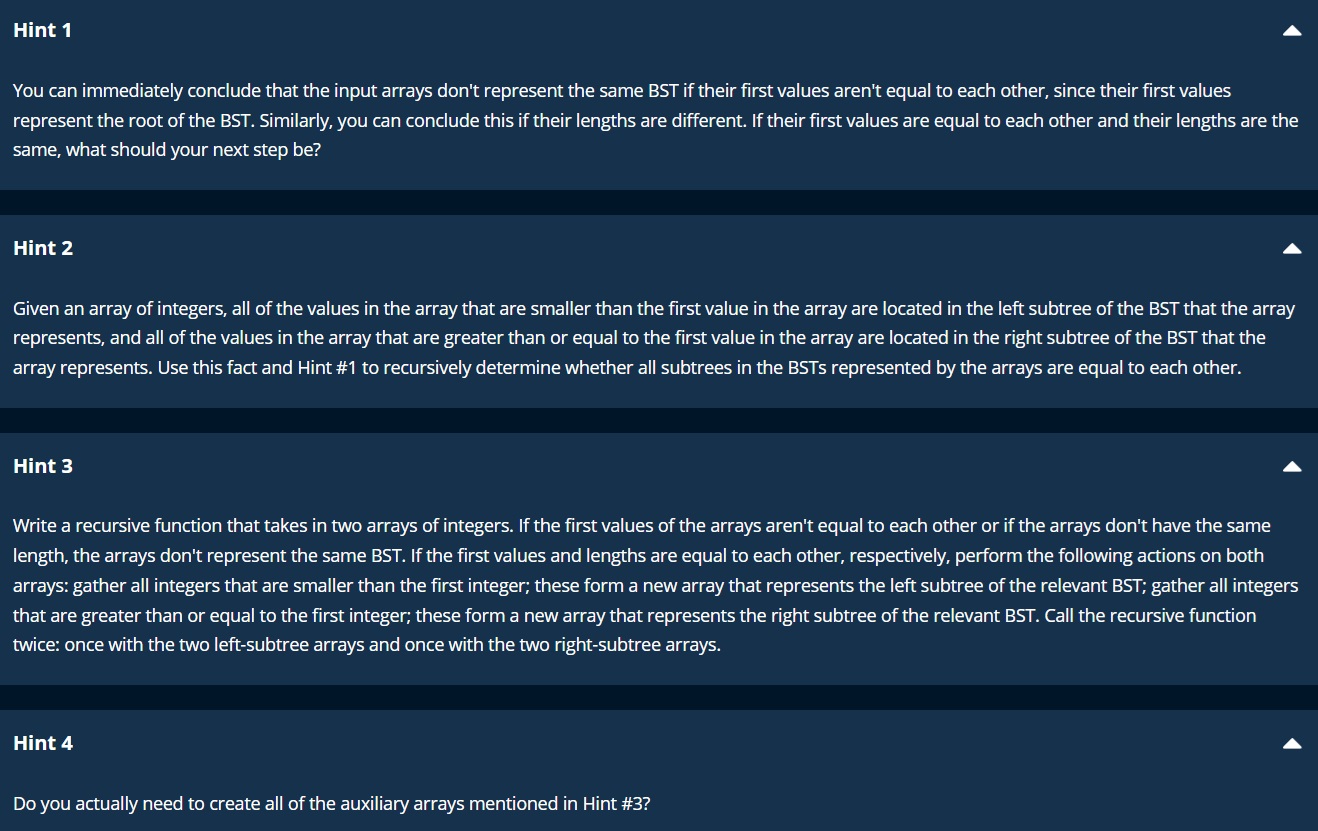 Hint 1
You can immediately conclude that the input arrays don't represent the same BST if their first values aren't equal to each other, since their first values
represent the root of the BST. Similarly, you can conclude this if their lengths are different. If their first values are equal to each other and their lengths are the
same, what should your next step be?
Hint 2
Given an array of integers, all of the values in the array that are smaller than the first value in the array are located in the left subtree of the BST that the array
represents, and all of the values in the array that are greater than or equal to the first value in the array are located in the right subtree of the BST that the
array represents. Use this fact and Hint #1 to recursively determine whether all subtrees in the BSTs represented by the arrays are equal to each other.
Hint 3
Write a recursive function that takes in two arrays of integers. If the first values of the arrays aren't equal to each other or if the arrays don't have the same
length, the arrays don't represent the same BST. If the first values and lengths are equal to each other, respectively, perform the following actions on both
arrays: gather all integers that are smaller than the first integer; these form a new array that represents the left subtree of the relevant BST; gather all integers
that are greater than or equal to the first integer; these form a new array that represents the right subtree of the relevant BST. Call the recursive function
twice: once with the two left-subtree arrays and once with the two right-subtree arrays.
Hint 4
Do you actually need to create all of the auxiliary arrays mentioned in Hint #3?